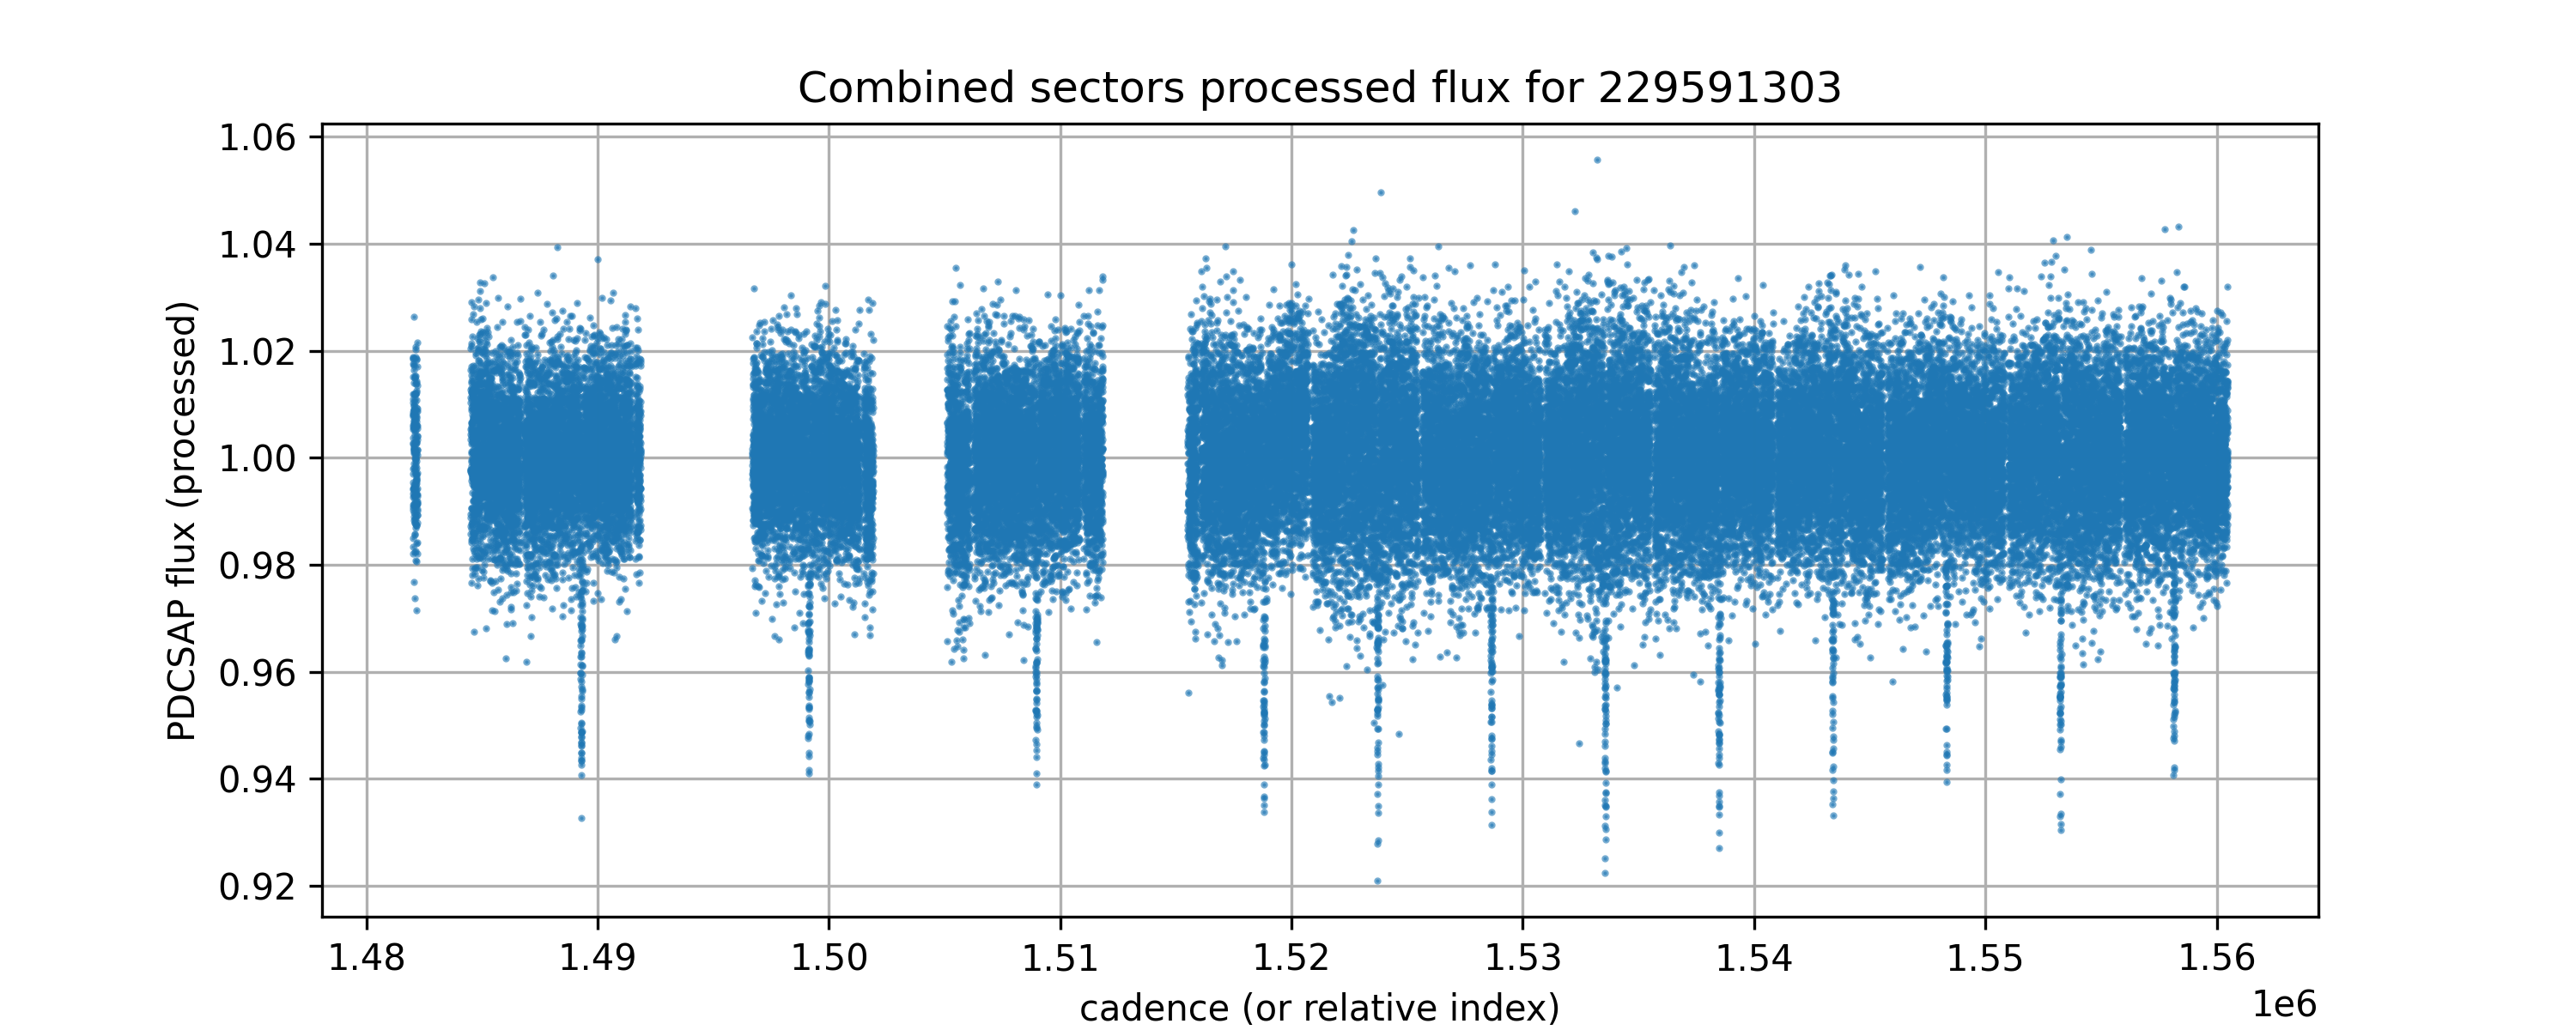 Combined sectors processed flux for 229591303
PDCSAP flux (processed)
1.06
1.04
1.02
1.00
0.98
0.96
0.94
0.92
1.48 1.49 1.50 1.51 1.52 1.53 1.54 1.55 1.56
cadence (or relative index)
1e6